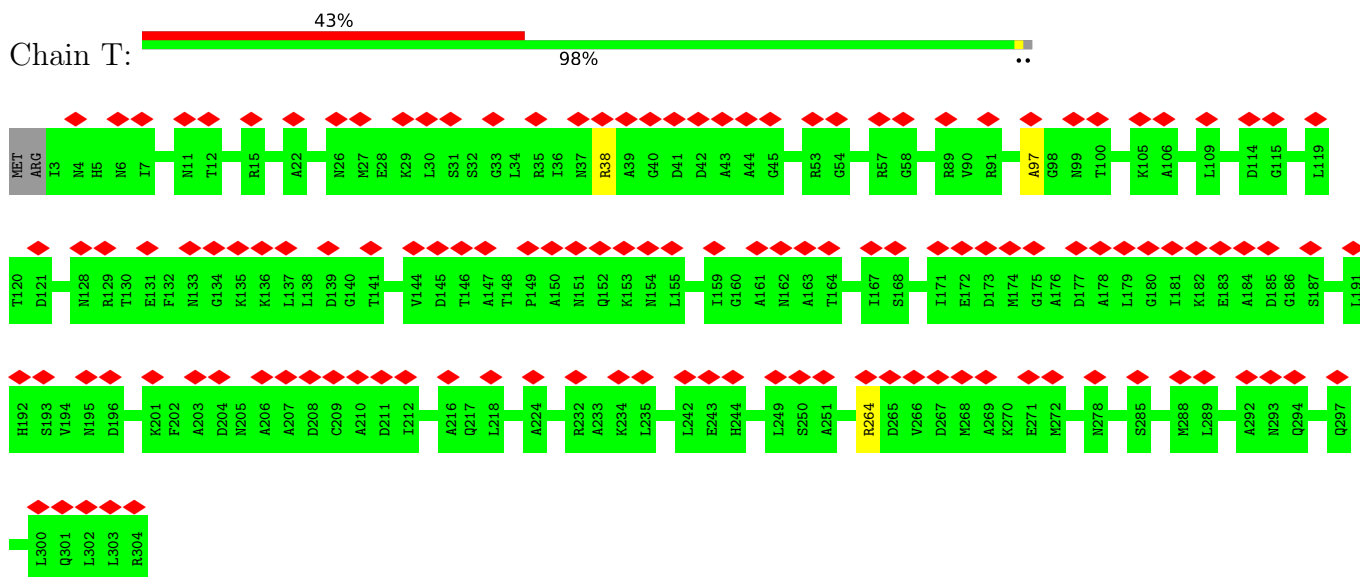 43%
Chain T:
98%
••
MET ARG I3 N4 H5 N6 I7 N11 T12 R15 A22 N26 M27 E28 K29 L30 S31 S32 G33 L34 R35 I36 N37 R38 A39 G40 D41 D42 A43 A44 G45 R53 G54 R57 G58 R89 V90 R91 A97 G98 N99 T100 K105 A106 L109 D114 G115 L119
T120 D121 N128 R129 T130 E131 F132 N133 G134 K135 K136 L137 L138 D139 G140 T141 V144 D145 T146 A147 T148 P149 A150 N151 Q152 K153 N154 L155 I159 G160 A161 N162 A163 T164 I167 S168 I171 E172 D173 M174 G175 A176 D177 A178 L179 G180 I181 K182 E183 A184 D185 G186 S187 L191
H192 S193 V194 N195 D196 K201 F202 A203 D204 N205 A206 A207 D208 C209 A210 D211 I212 A216 Q217 L218 A224 R232 A233 K234 L235 L242 E243 H244 L249 S250 A251 R264 D265 V266 D267 M268 A269 K270 E271 M272 N278 S285 M288 L289 A292 N293 Q294 Q297
L300 Q301 L302 L303 R304